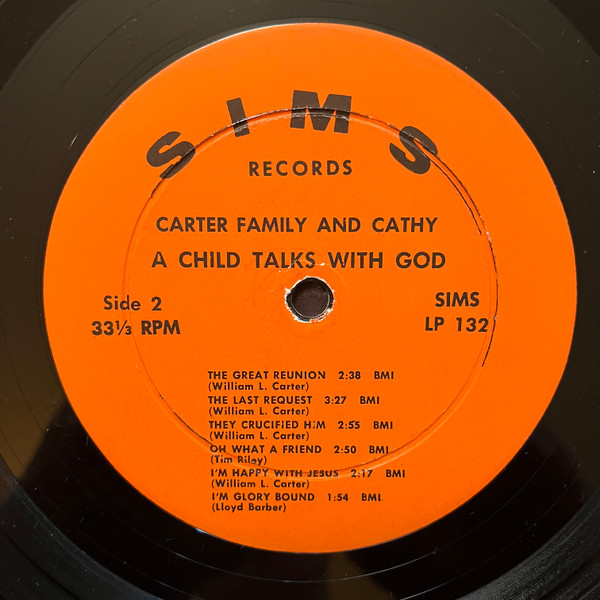 SIMS
RECORDS
CARTER FAMILY AND CATHY
A CHILD TALKS WITH GOD
Side 2
33⅓ RPM
SIMS
LP 132
THE GREAT REUNION 2:38 BMI
(William L. Carter)
THE LAST REQUEST 3:27 BMI
(William L. Carter)
THEY CRUCIFIED HIM 2:55 BMI
(William L. Carter)
OH WHAT A FRIEND 2:50 BMI
(Tim Riley)
I'M HAPPY WITH JESUS 2:17 BMI
(William L. Carter)
I'M GLORY BOUND 1:54 BMI
(Lloyd Barber)